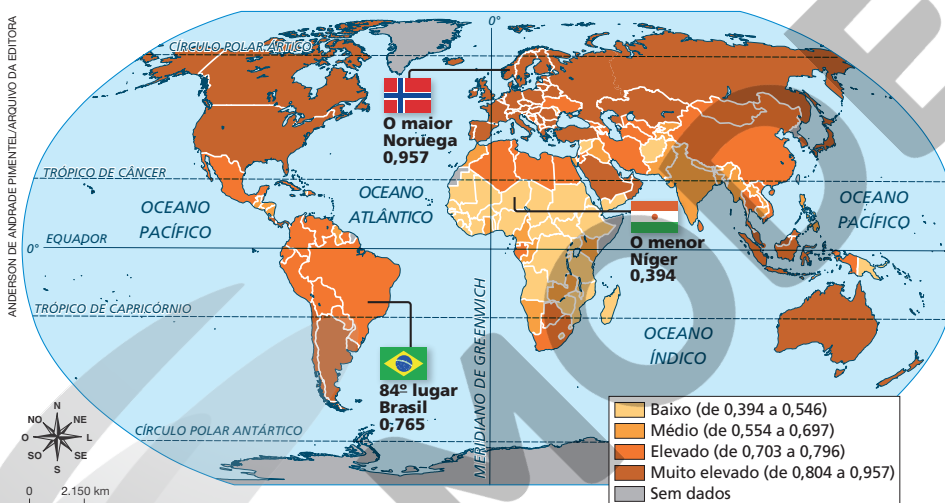 ANDERSON DE ANDRADE PIMENTEL/ARQUIVO DA EDITORA
0°
CÍRCULO POLAR ÁRTICO
O maior
Noruega
0,957
TRÓPICO DE CÂNCER
OCEANO
PACÍFICO
OCEANO
ATLÂNTICO
OCEANO
PACÍFICO
O menor
Níger
0,394
0°
EQUADOR
TRÓPICO DE CAPRICÓRNIO
MERIDIANO DE GREENWICH
OCEANO
ÍNDICO
84º lugar
Brasil
0,765
CÍRCULO POLAR ANTÁRTICO
N
NO
NE
O
L
SO
SE
S
0
2.150 km
Baixo (de 0,394 a 0,546)
Médio (de 0,554 a 0,697)
Elevado (de 0,703 a 0,796)
Muito elevado (de 0,804 a 0,957)
Sem dados